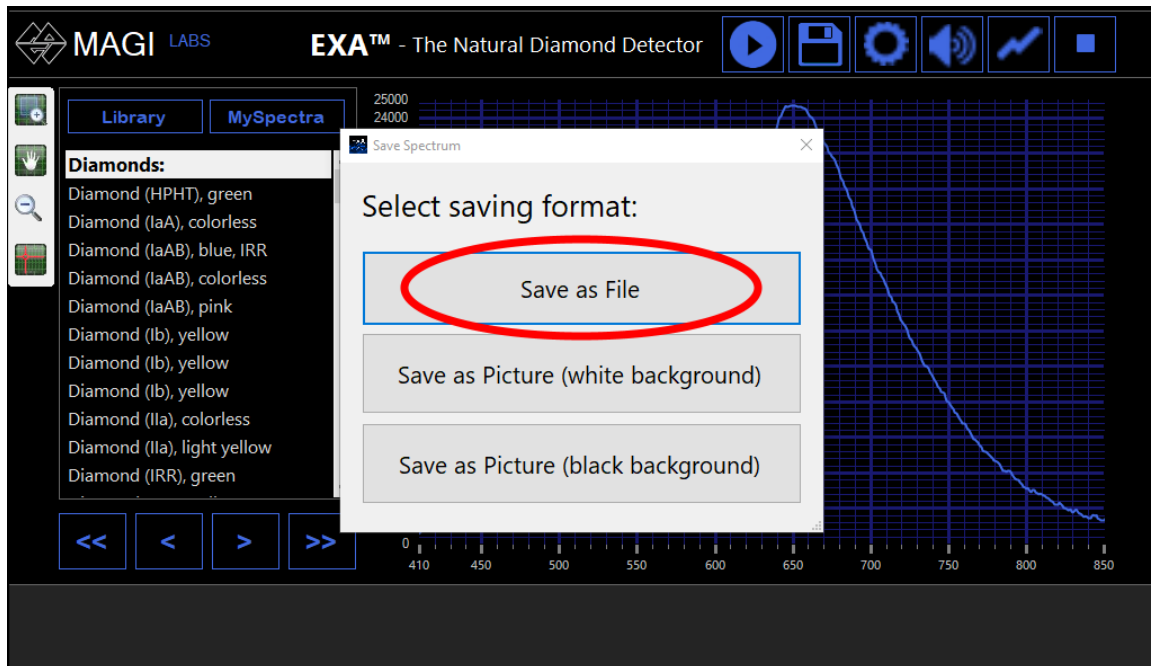 MAGI LABS
EXA™ - The Natural Diamond Detector
Library
MySpectra
Diamonds:
Diamond (HPHT), green
Diamond (IaA), colorless
Diamond (IaAB), blue, IRR
Diamond (IaAB), colorless
Diamond (IaAB), pink
Diamond (Ib), yellow
Diamond (Ib), yellow
Diamond (Ib), yellow
Diamond (IIa), colorless
Diamond (IIa), light yellow
Diamond (IRR), green
<<
<
>
>>
25000
24000
Save Spectrum
Select saving format:
Save as File
Save as Picture (white background)
Save as Picture (black background)
0
410 450 500 550 600 650 700 750 800 850